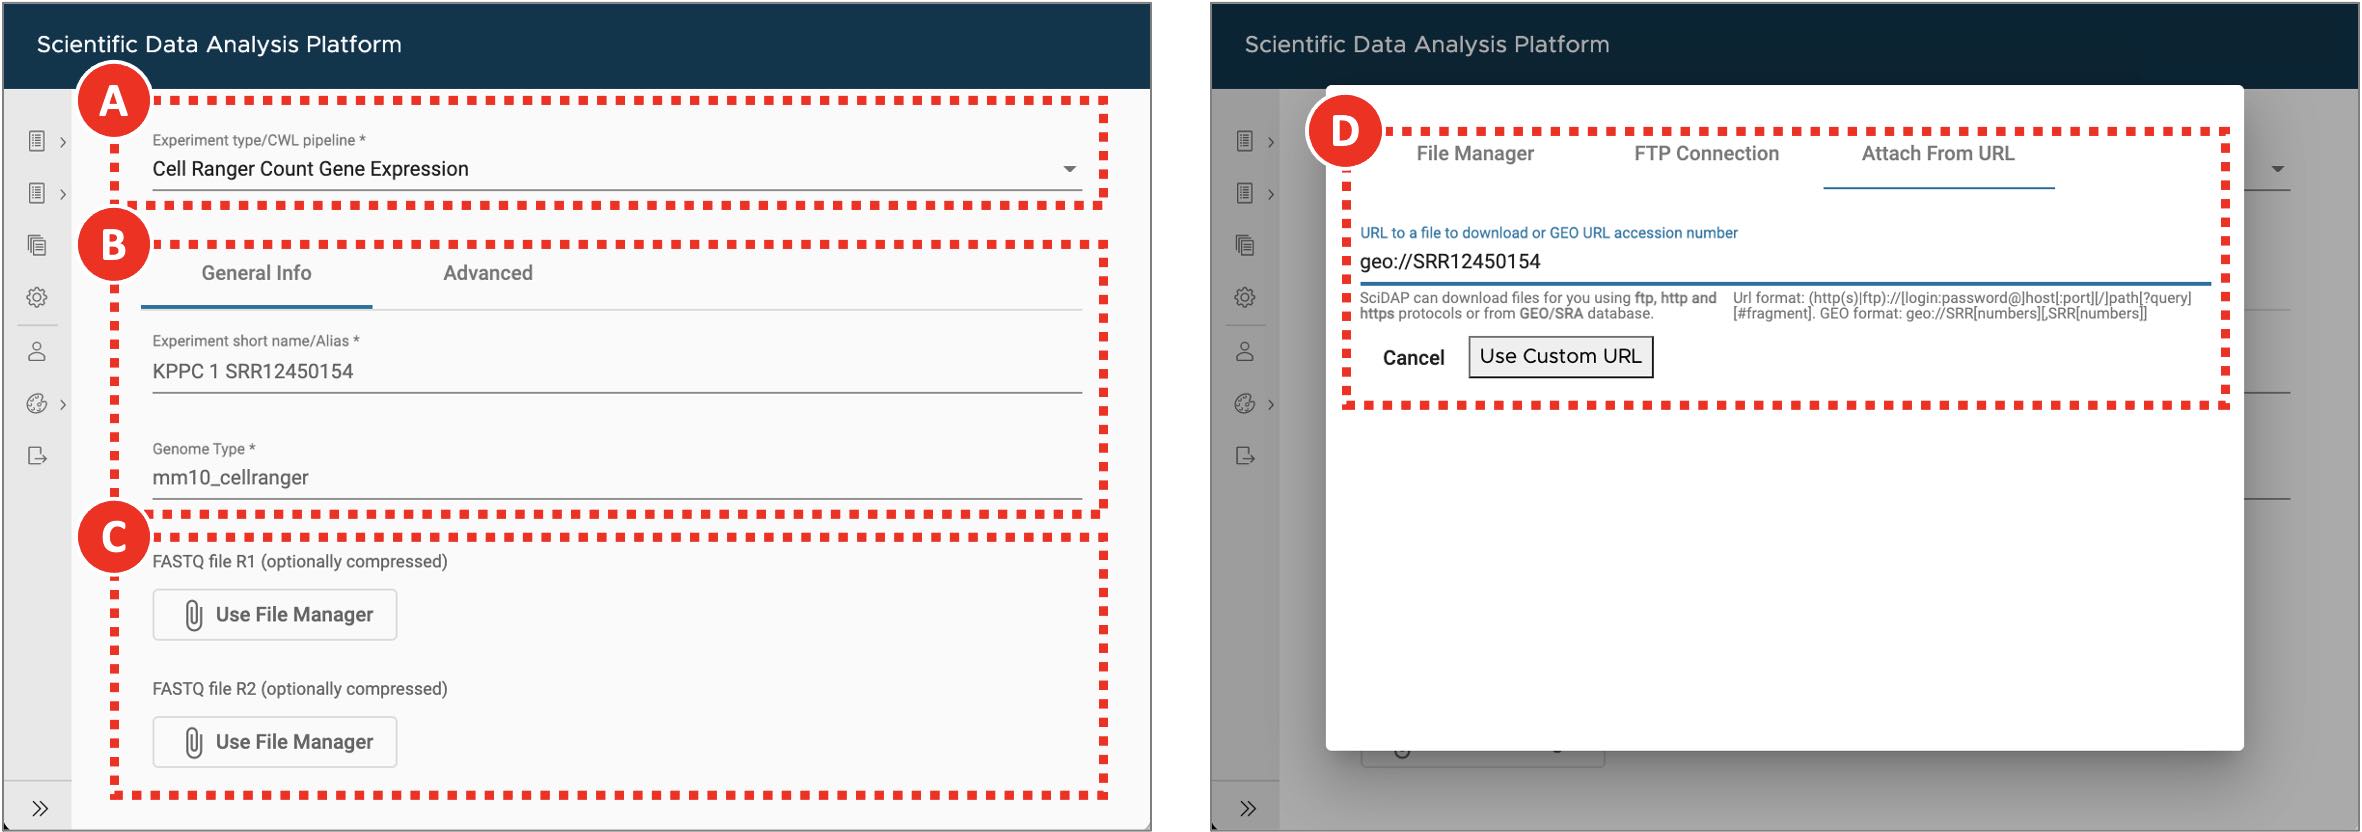 Scientific Data Analysis Platform
A
Experiment type/CWL pipeline *
Cell Ranger Count Gene Expression
B
General Info Advanced
Experiment short name/Alias *
KPPC 1 SRR12450154
Genome Type *
mm10_cellranger
C
FASTQ file R1 (optionally compressed)
Use File Manager
FASTQ file R2 (optionally compressed)
Use File Manager
Scientific Data Analysis Platform
D
File Manager FTP Connection Attach From URL
URL to a file to download or GEO URL accession number
geo://SRR12450154
SciDAP can download files for you using ftp, http and
https protocols or from GEO/SRA database.
Url format: (http(s)|ftp)://[login:password@]host[:port][/]path[?query]
[#fragment]. GEO format: geo://SRR[numbers][,SRR[numbers]]
Cancel Use Custom URL